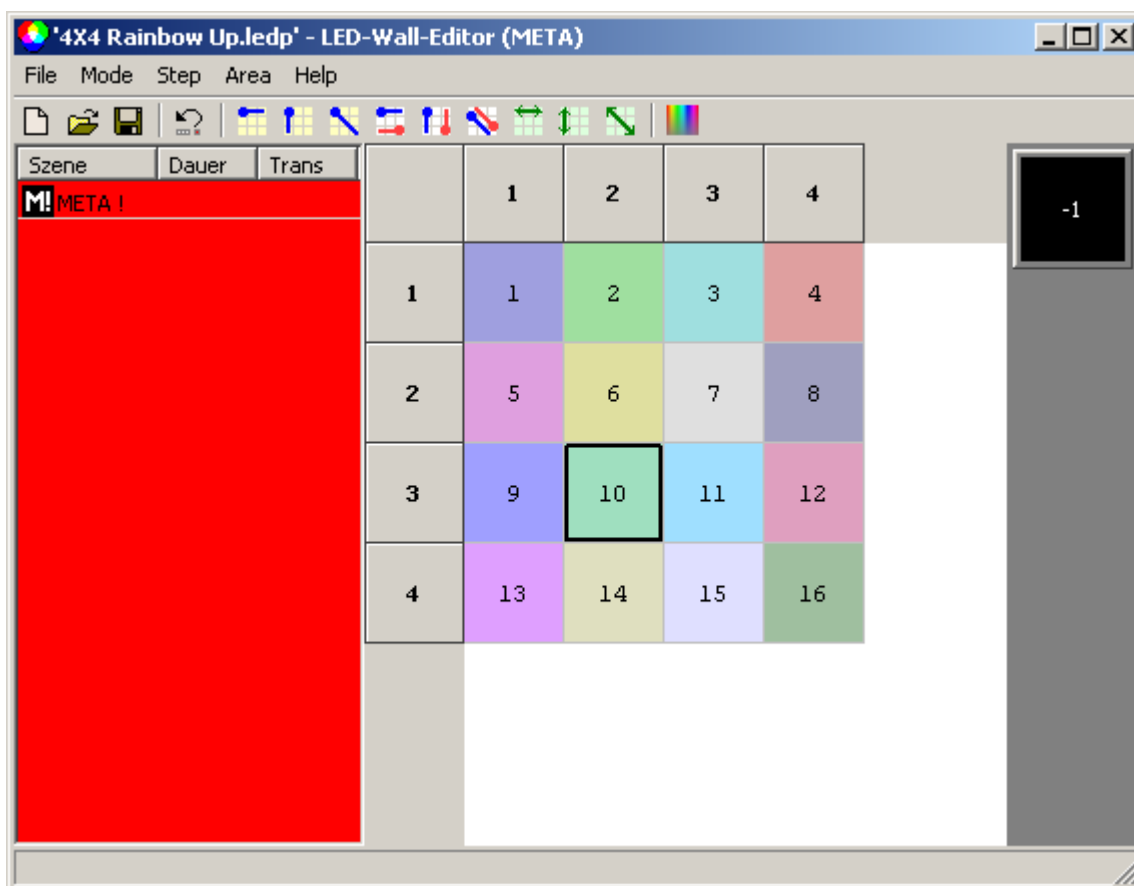 '4X4 Rainbow Up.ledp' - LED-Wall-Editor (META)
File Mode Step Area Help
Szene Dauer Trans
M! META !
1 2 3 4
-1
1 1 2 3 4
2 5 6 7 8
3 9 10 11 12
4 13 14 15 16